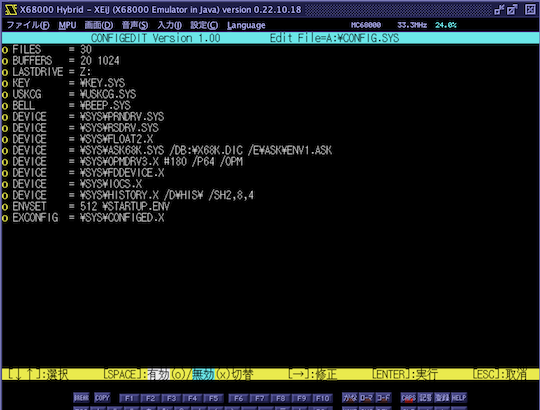 X68000 Hybrid - XEiJ (X68000 Emulator in Java) version 0.22.10.18
ファイル(F) MPU 画面(D) 音声(S) 入力(I) 設定(C) Language MC68000 33.3MHz 24.0%
CONFIGEDIT Version 1.00 Edit File=A:¥CONFIG.SYS
o FILES = 30
o BUFFERS = 20 1024
o LASTDRIVE = Z:
o KEY = ¥KEY.SYS
o USKCG = ¥USKCG.SYS
o BELL = ¥BEEP.SYS
o DEVICE = ¥SYS¥PRNDRV.SYS
o DEVICE = ¥SYS¥RSDRV.SYS
o DEVICE = ¥SYS¥FLOAT2.X
o DEVICE = ¥SYS¥ASK68K.SYS /DB:¥X68K.DIC /E¥ASK¥ENV1.ASK
o DEVICE = ¥SYS¥OPMDRV3.X #180 /P64 /OPM
o DEVICE = ¥SYS¥FDDEVICE.X
o DEVICE = ¥SYS¥IOCS.X
o DEVICE = ¥SYS¥HISTORY.X /D¥HIS¥ /SH2,8,4
o ENVSET = 512 ¥STARTUP.ENV
o EXCONFIG = ¥SYS¥CONFIGED.X
[↓↑]:選択 [SPACE]:有効(o)/無効(x)切替 [→]:修正 [ENTER]:実行 [ESC]:取消
BREAK COPY F1 F2 F3 F4 F5 F6 F7 F8 F9 F10 かな ローマ コード CAPS 記号 登録 HELP